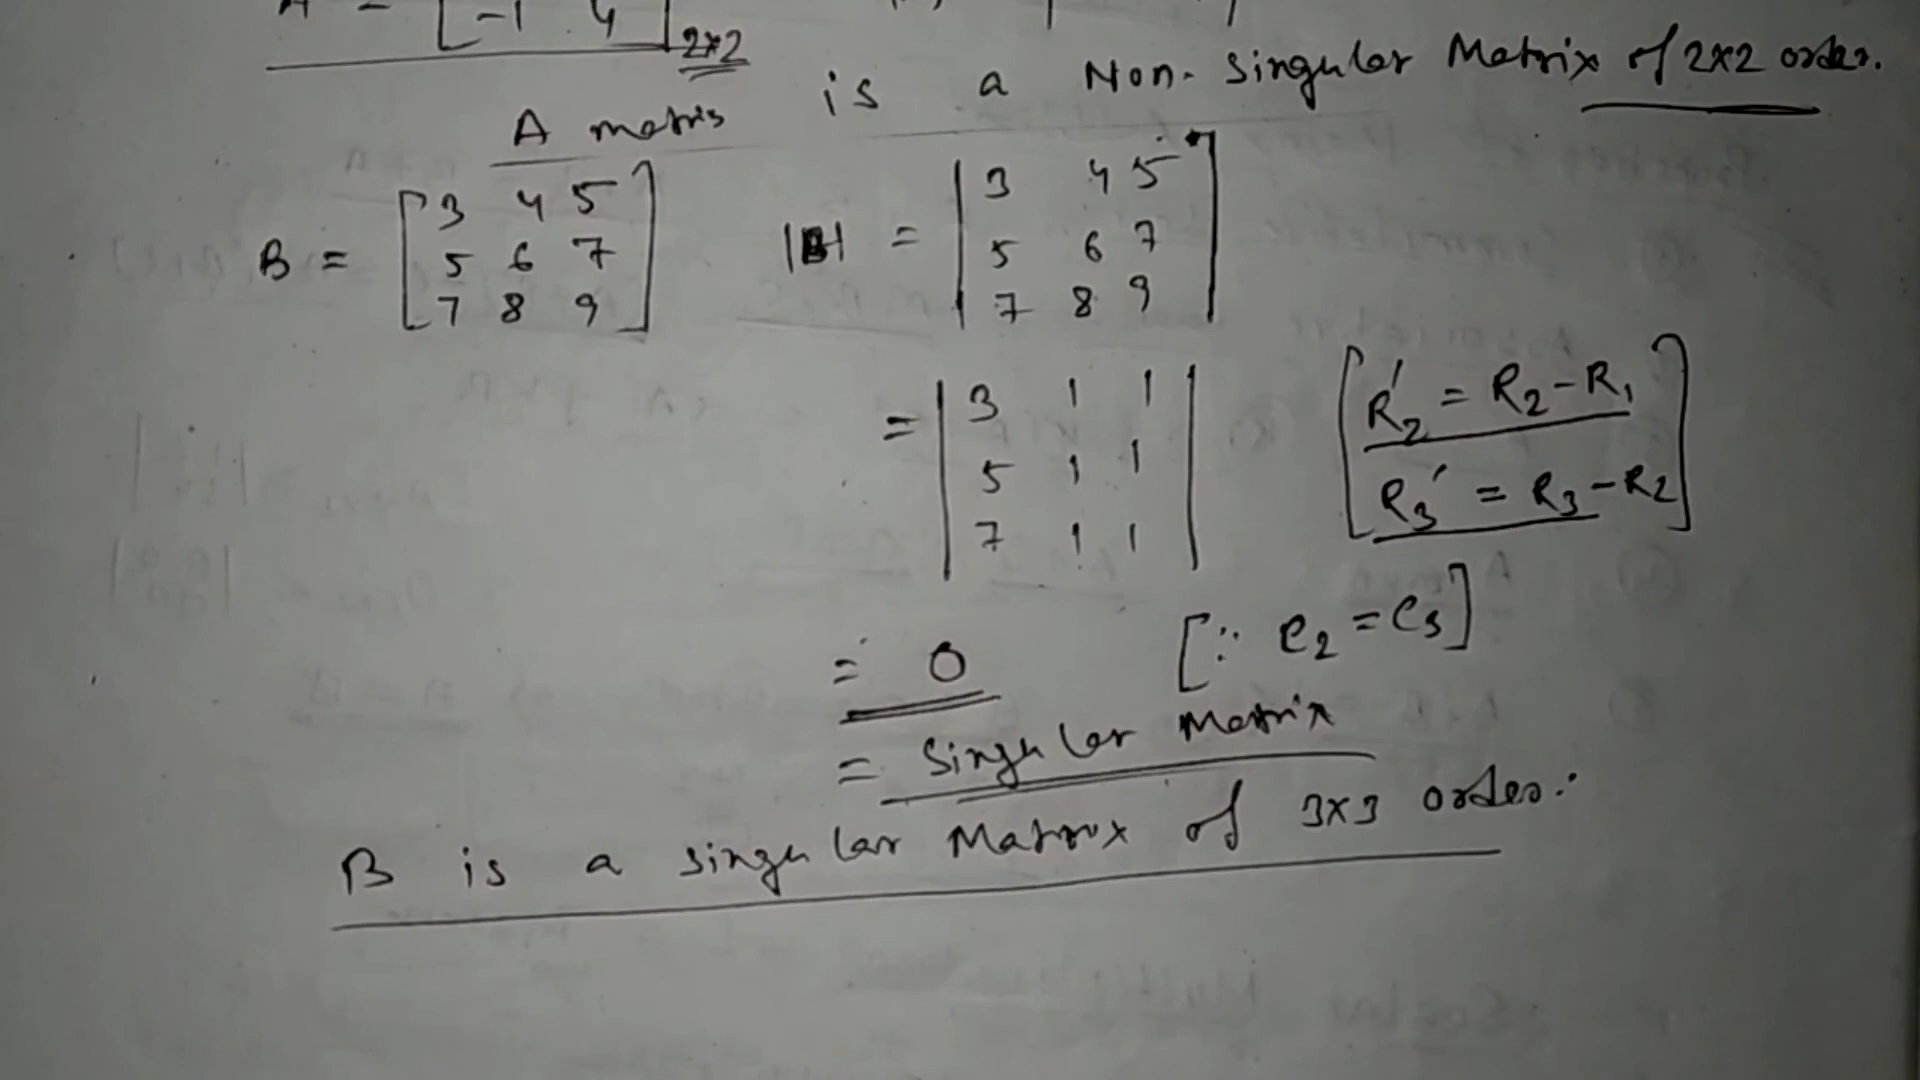 [-1 4] 2×2
A matrix is a Non-Singular Matrix of 2×2 order.
B = [3 4 5
5 6 7
7 8 9]
|B| = |3 4 5
5 6 7
7 8 9|
= |3 1 1
5 1 1
7 1 1|
[R₂′ = R₂-R₁
R₃′ = R₃-R₂]
= 0 [∵ C₂ = C₃]
= Singular Matrix
B is a singular Matrix of 3×3 order.